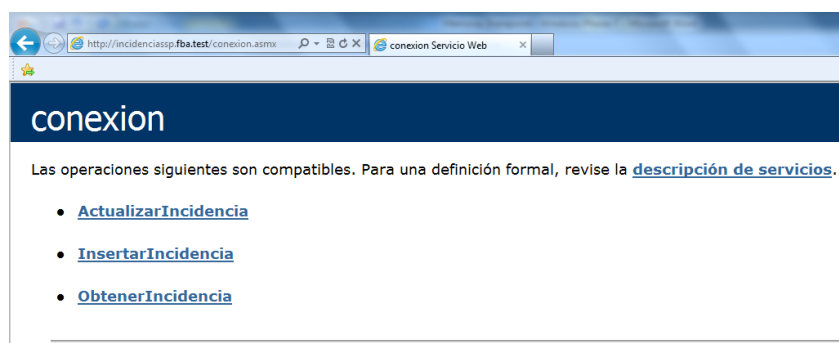 http://incidenciassp.fba.test/conexion.asmx
conexion Servicio Web
conexion
Las operaciones siguientes son compatibles. Para una definición formal, revise la descripción de servicios.
ActualizarIncidencia
InsertarIncidencia
ObtenerIncidencia